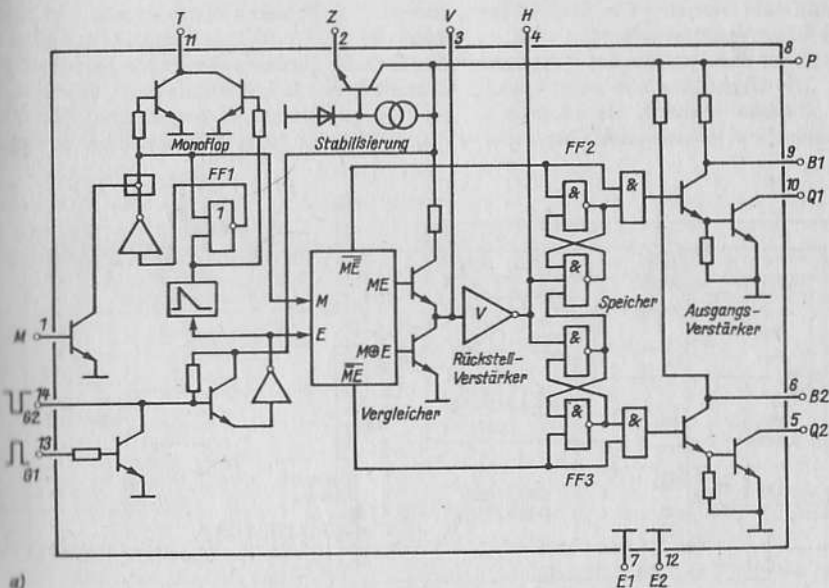 T
11
Z
2
V
3
H
4
8
P
Monoflop
Stabilisierung
FF1
1
FF2
&
&
9
B1
10
Q1
M̅E̅
M
ME
E
M⊕E
M̅E
Vergleicher
V
Rückstell-
Verstärker
&
Speicher
&
Ausgangs-
Verstärker
M
1
14
G2
13
G1
&
&
FF3
6
B2
5
Q2
7
E1
12
E2
a)